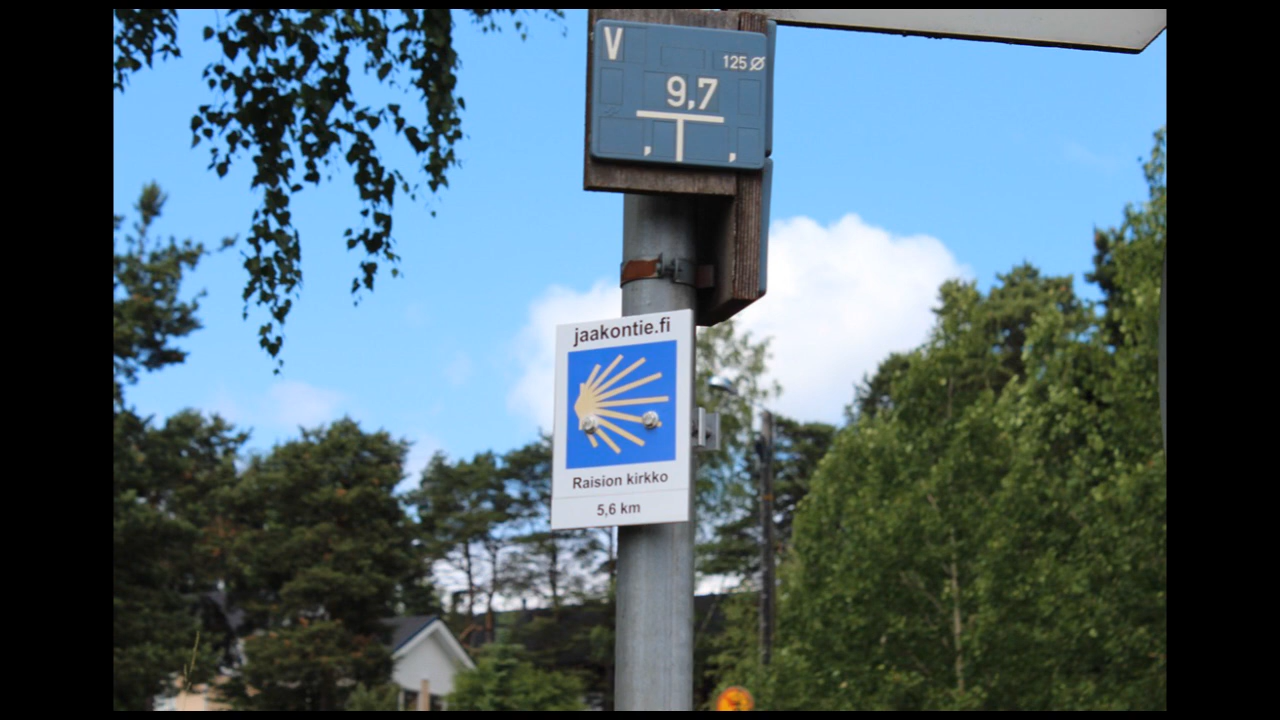 V
125 Ø
9,7
, ,
jaakontie.fi
Raision kirkko
5,6 km